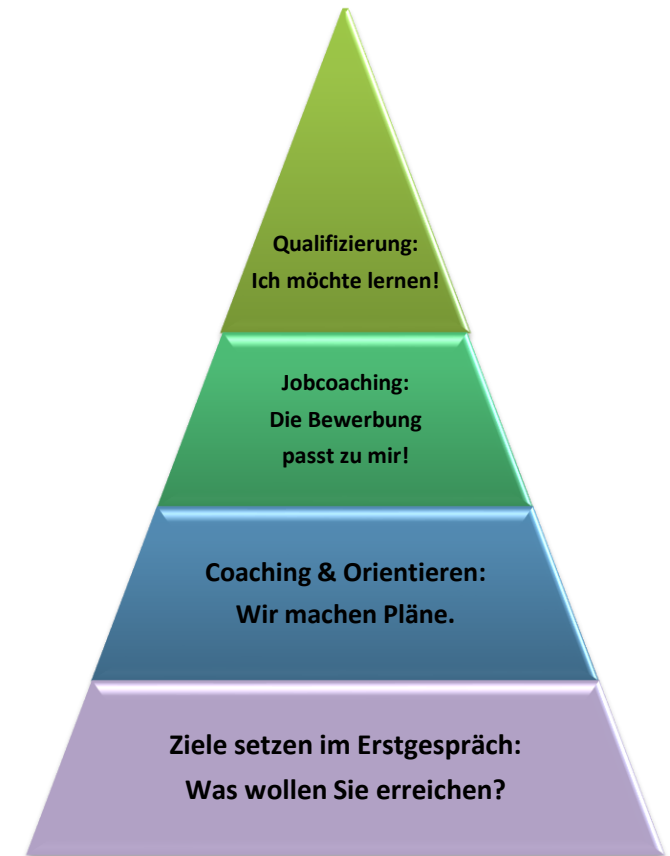 Qualifizierung:
Ich möchte lernen!
Jobcoaching:
Die Bewerbung
passt zu mir!
Coaching & Orientieren:
Wir machen Pläne.
Ziele setzen im Erstgespräch:
Was wollen Sie erreichen?